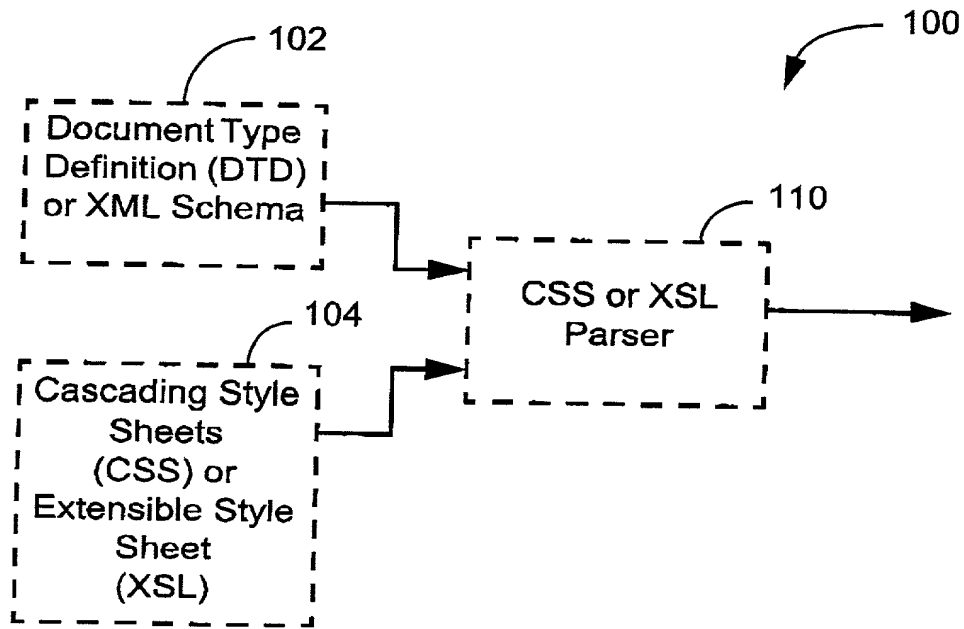 102
100
Document Type
Definition (DTD)
or XML Schema
110
CSS or XSL
Parser
104
Cascading Style
Sheets
(CSS) or
Extensible Style
Sheet
(XSL)